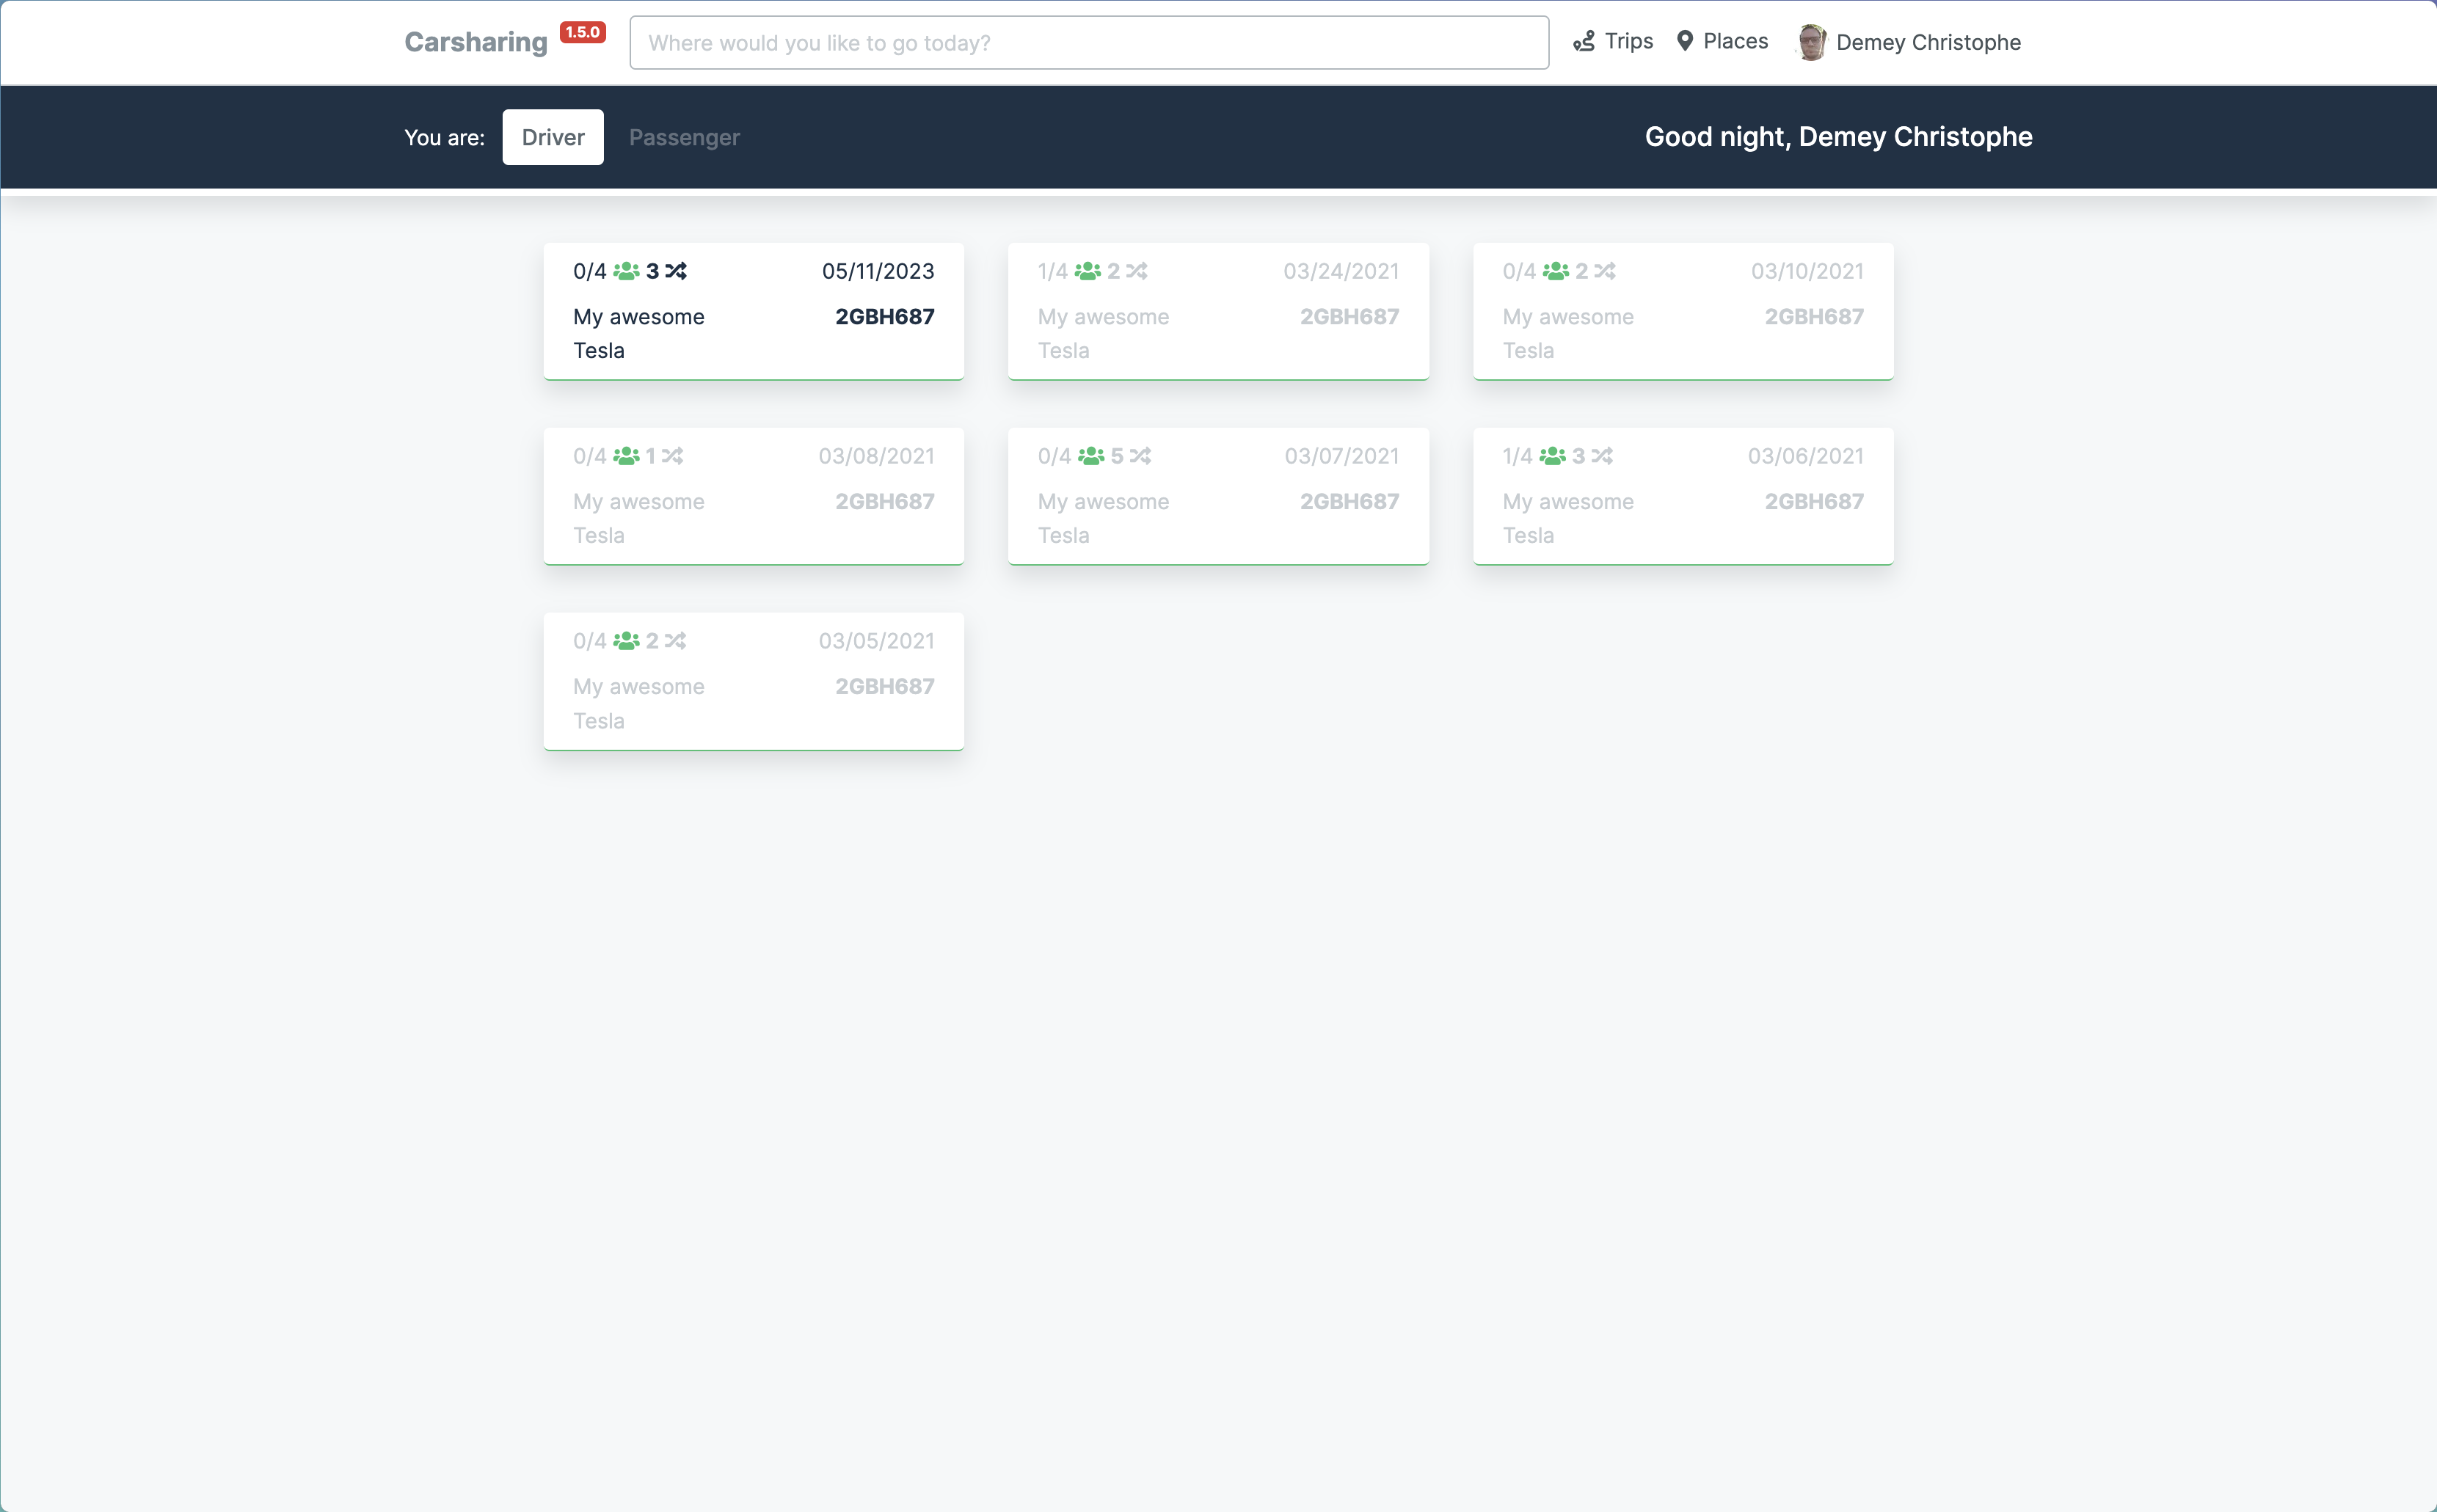 Carsharing 1.5.0 Where would you like to go today? Trips Places Demey Christophe
You are: Driver Passenger Good night, Demey Christophe
0/4 3 05/11/2023
My awesome Tesla 2GBH687
1/4 2 03/24/2021
My awesome Tesla 2GBH687
0/4 2 03/10/2021
My awesome Tesla 2GBH687
0/4 1 03/08/2021
My awesome Tesla 2GBH687
0/4 5 03/07/2021
My awesome Tesla 2GBH687
1/4 3 03/06/2021
My awesome Tesla 2GBH687
0/4 2 03/05/2021
My awesome Tesla 2GBH687